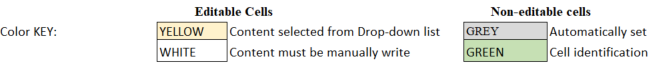 Editable Cells Non-editable cells
Color KEY: YELLOW Content selected from Drop-down list GREY Automatically set
WHITE Content must be manually write GREEN Cell identification